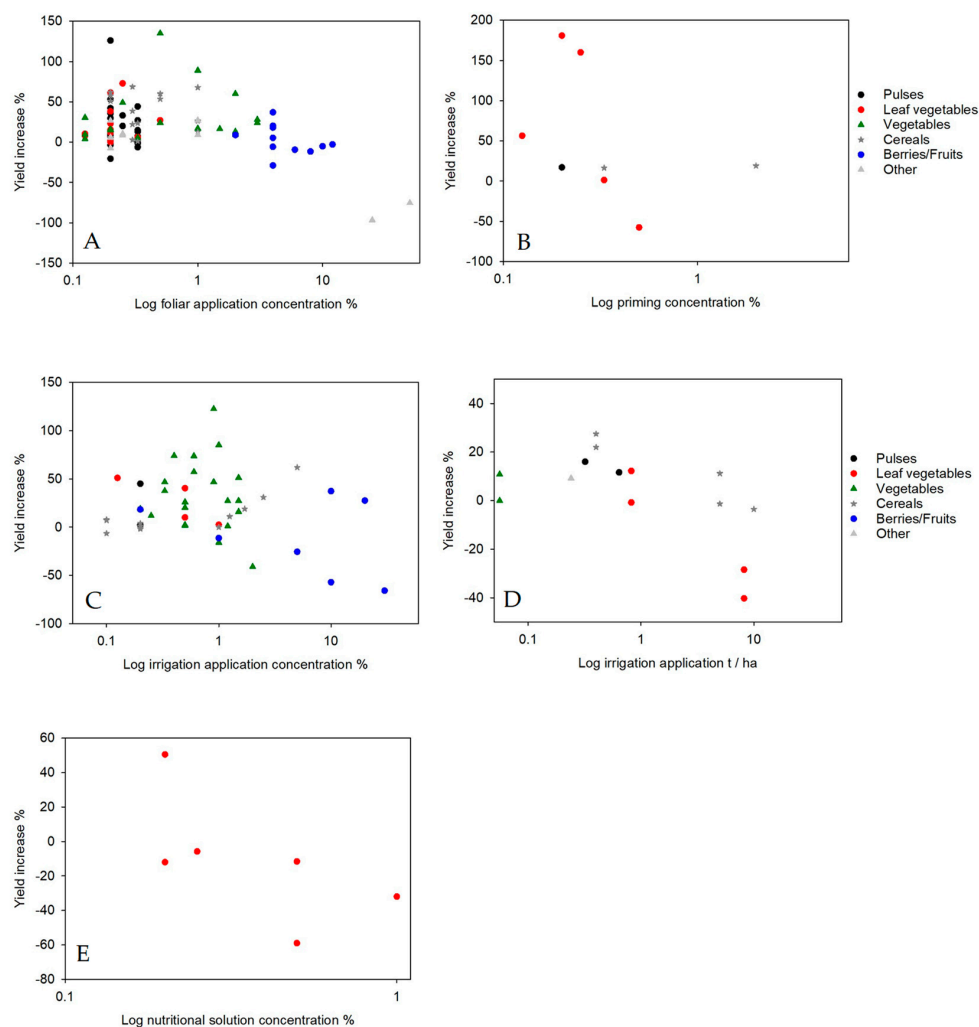 150
100
50
0
-50
-100
-150
Yield increase %
A
0.1
1
10
Log foliar application concentration %
200
150
100
50
0
-50
-100
Yield increase %
B
0.1
1
Log priming concentration %
Pulses
Leaf vegetables
Vegetables
Cereals
Berries/Fruits
Other
150
100
50
0
-50
-100
Yield increase %
C
0.1
1
10
Log irrigation application concentration %
40
20
0
-20
-40
Yield increase %
D
0.1
1
10
Log irrigation application t / ha
Pulses
Leaf vegetables
Vegetables
Cereals
Berries/Fruits
Other
60
40
20
0
-20
-40
-60
-80
Yield increase %
E
0.1
1
Log nutritional solution concentration %